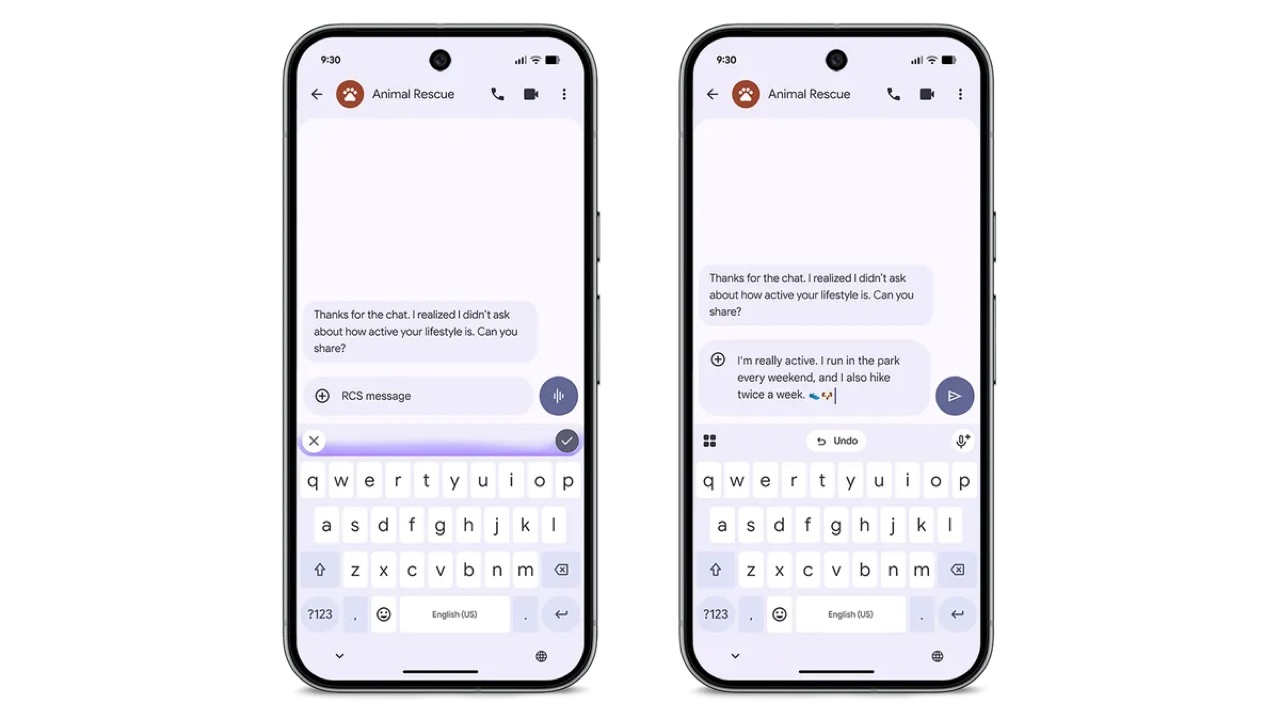 9:30
Animal Rescue
Thanks for the chat. I realized I didn't ask
about how active your lifestyle is. Can you
share?
RCS message
q w e r t y u i o p
a s d f g h j k l
z x c v b n m
?123 , English (US) .
9:30
Animal Rescue
Thanks for the chat. I realized I didn't ask
about how active your lifestyle is. Can you
share?
I'm really active. I run in the park
every weekend, and I also hike
twice a week. 👟🐶
Undo
q w e r t y u i o p
a s d f g h j k l
z x c v b n m
?123 , English (US) .